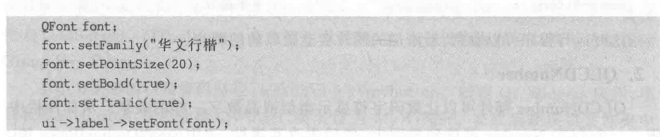 QFont font;
font.setFamily("华文行楷");
font.setPointSize(20);
font.setBold(true);
font.setItalic(true);
ui ->label ->setFont(font);